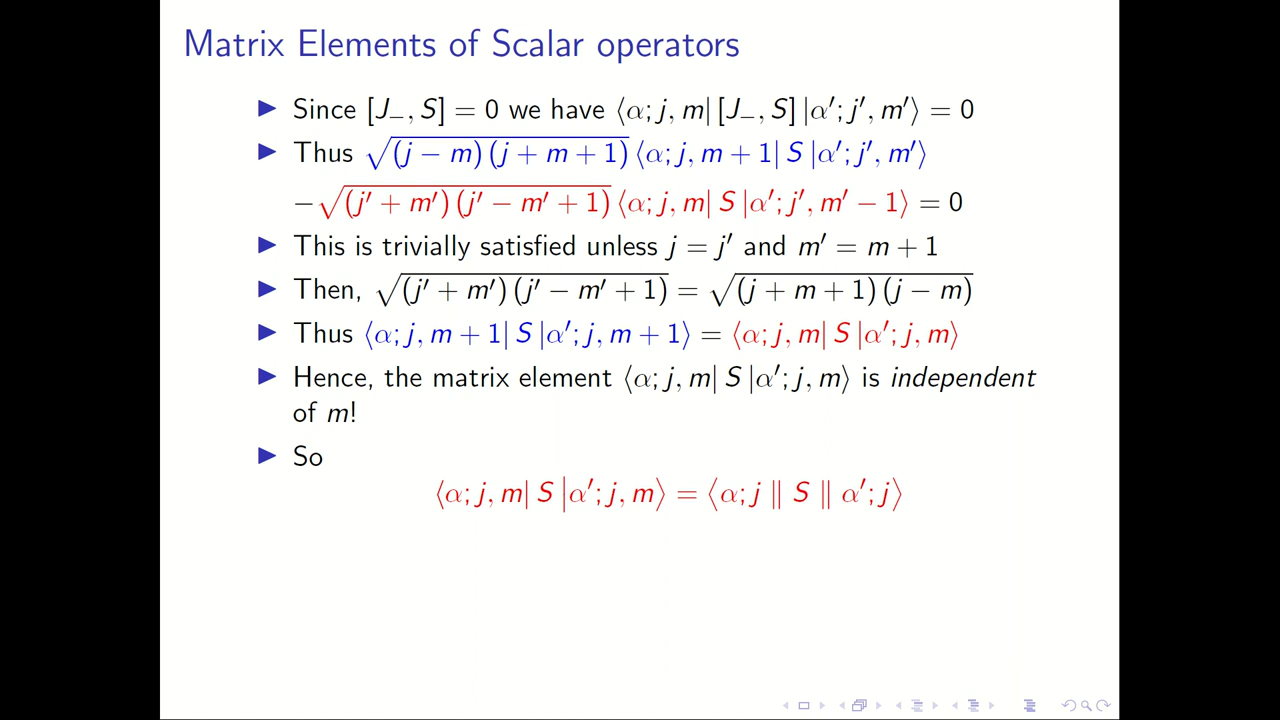 Matrix Elements of Scalar operators
▶ Since [J₋, S] = 0 we have ⟨α; j, m| [J₋, S] |α′; j′, m′⟩ = 0
▶ Thus √(j − m) (j + m + 1) ⟨α; j, m + 1| S |α′; j′, m′⟩
−√(j′ + m′) (j′ − m′ + 1) ⟨α; j, m| S |α′; j′, m′ − 1⟩ = 0
▶ This is trivially satisfied unless j = j′ and m′ = m + 1
▶ Then, √(j′ + m′) (j′ − m′ + 1) = √(j + m + 1) (j − m)
▶ Thus ⟨α; j, m + 1| S |α′; j, m + 1⟩ = ⟨α; j, m| S |α′; j, m⟩
▶ Hence, the matrix element ⟨α; j, m| S |α′; j, m⟩ is independent
of m!
▶ So
⟨α; j, m| S |α′; j, m⟩ = ⟨α; j ∥ S ∥ α′; j⟩